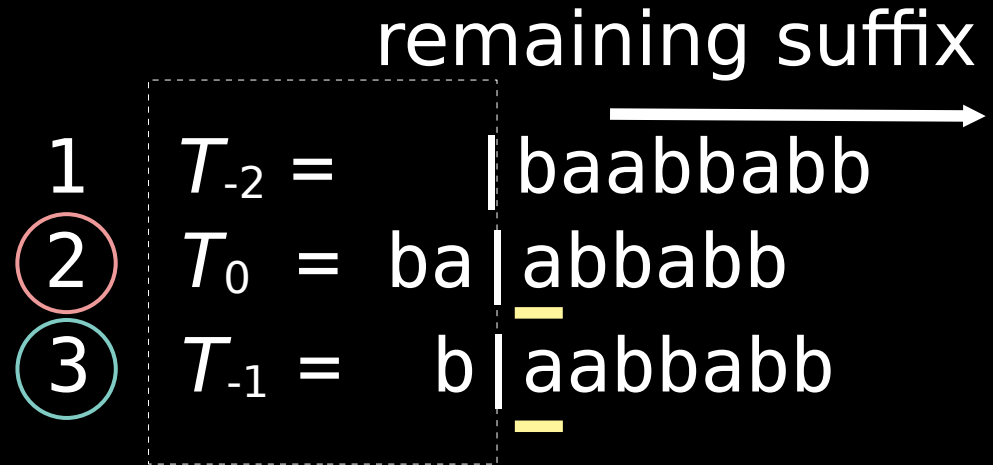 remaining suffix
1 T-2 = |baabbabb
2 T0 = ba|abbabb
3 T-1 = b|aabbabb